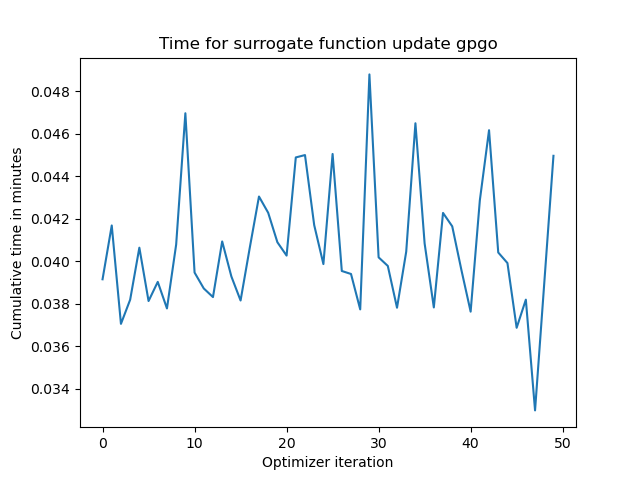 Time for surrogate function update gpgo
Cumulative time in minutes
0.048
0.046
0.044
0.042
0.040
0.038
0.036
0.034
0 10 20 30 40 50
Optimizer iteration